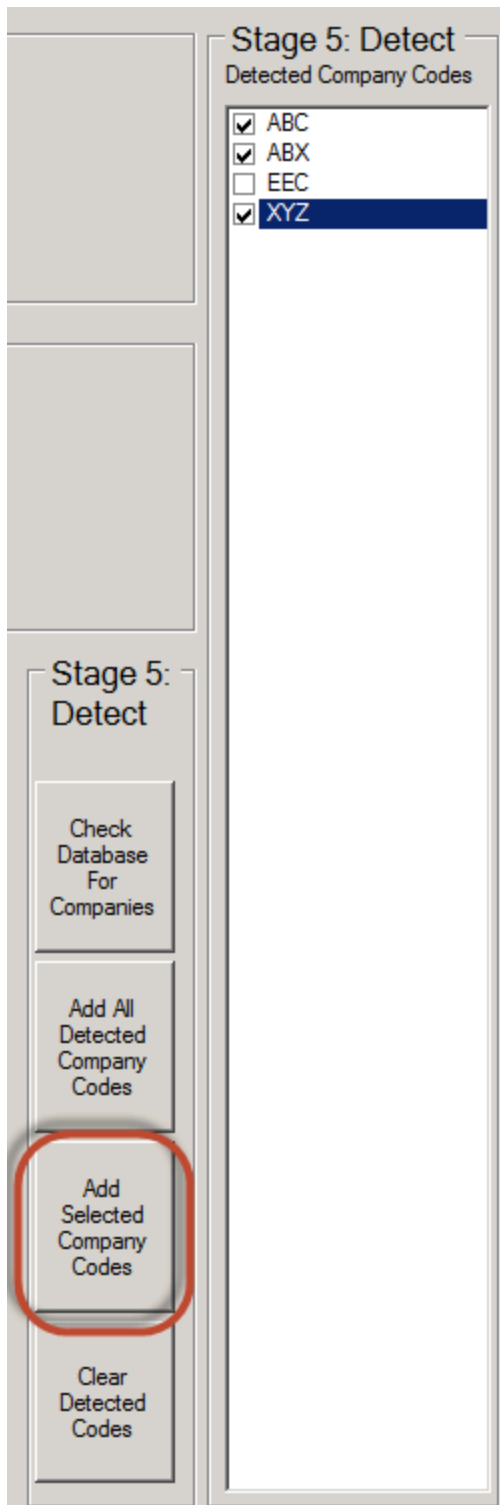 Stage 5: Detect
Detected Company Codes
ABC
ABX
EEC
XYZ
Stage 5:
Detect
Check
Database
For
Companies
Add All
Detected
Company
Codes
Add
Selected
Company
Codes
Clear
Detected
Codes